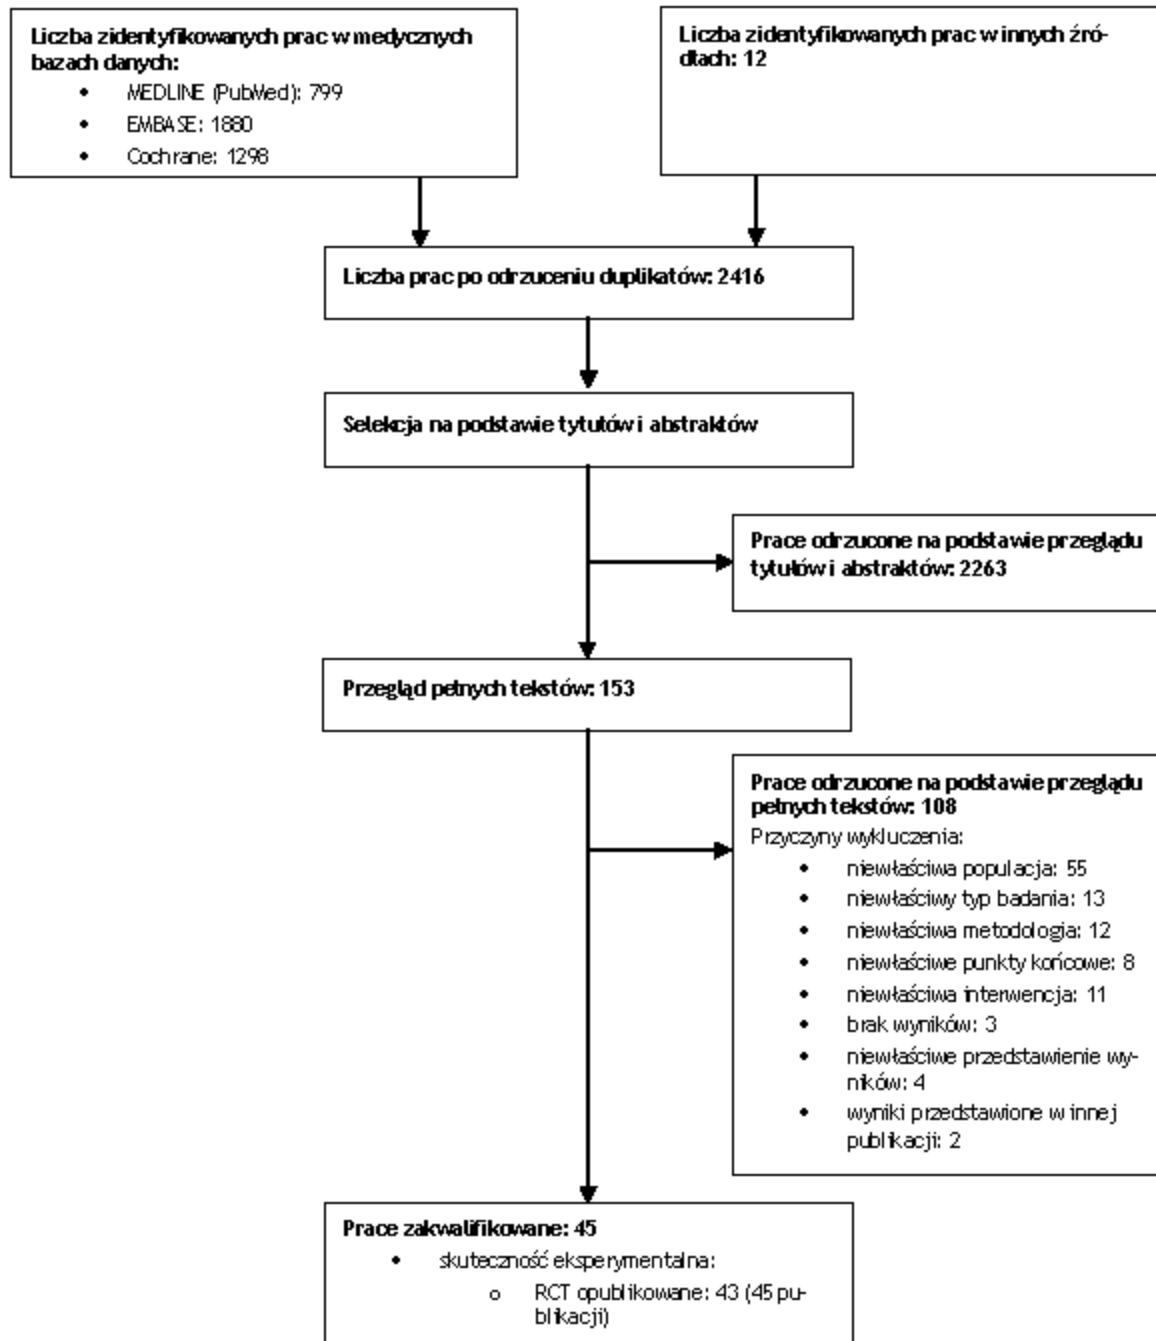 Liczba zidentyfikowanych prac w medycznych
bazach danych:
• MEDLINE (PubMed): 799
• EMBASE: 1880
• Cochrane: 1298
Liczba zidentyfikowanych prac w innych źró-
dłach: 12
Liczba prac po odrzuceniu duplikatów: 2416
Selekcja na podstawie tytułów i abstraktów
Prace odrzucone na podstawie przeglądu
tytułów i abstraktów: 2263
Przegląd pełnych tekstów: 153
Prace odrzucone na podstawie przeglądu
pełnych tekstów: 108
Przyczyny wykluczenia:
• niewłaściwa populacja: 55
• niewłaściwy typ badania: 13
• niewłaściwa metodologia: 12
• niewłaściwe punkty końcowe: 8
• niewłaściwa interwencja: 11
• brak wyników: 3
• niewłaściwe przedstawienie wy-
ników: 4
• wyniki przedstawione w innej
publikacji: 2
Prace zakwalifikowane: 45
• skuteczność eksperymentalna:
o RCT opublikowane: 43 (45 pu-
blikacji)